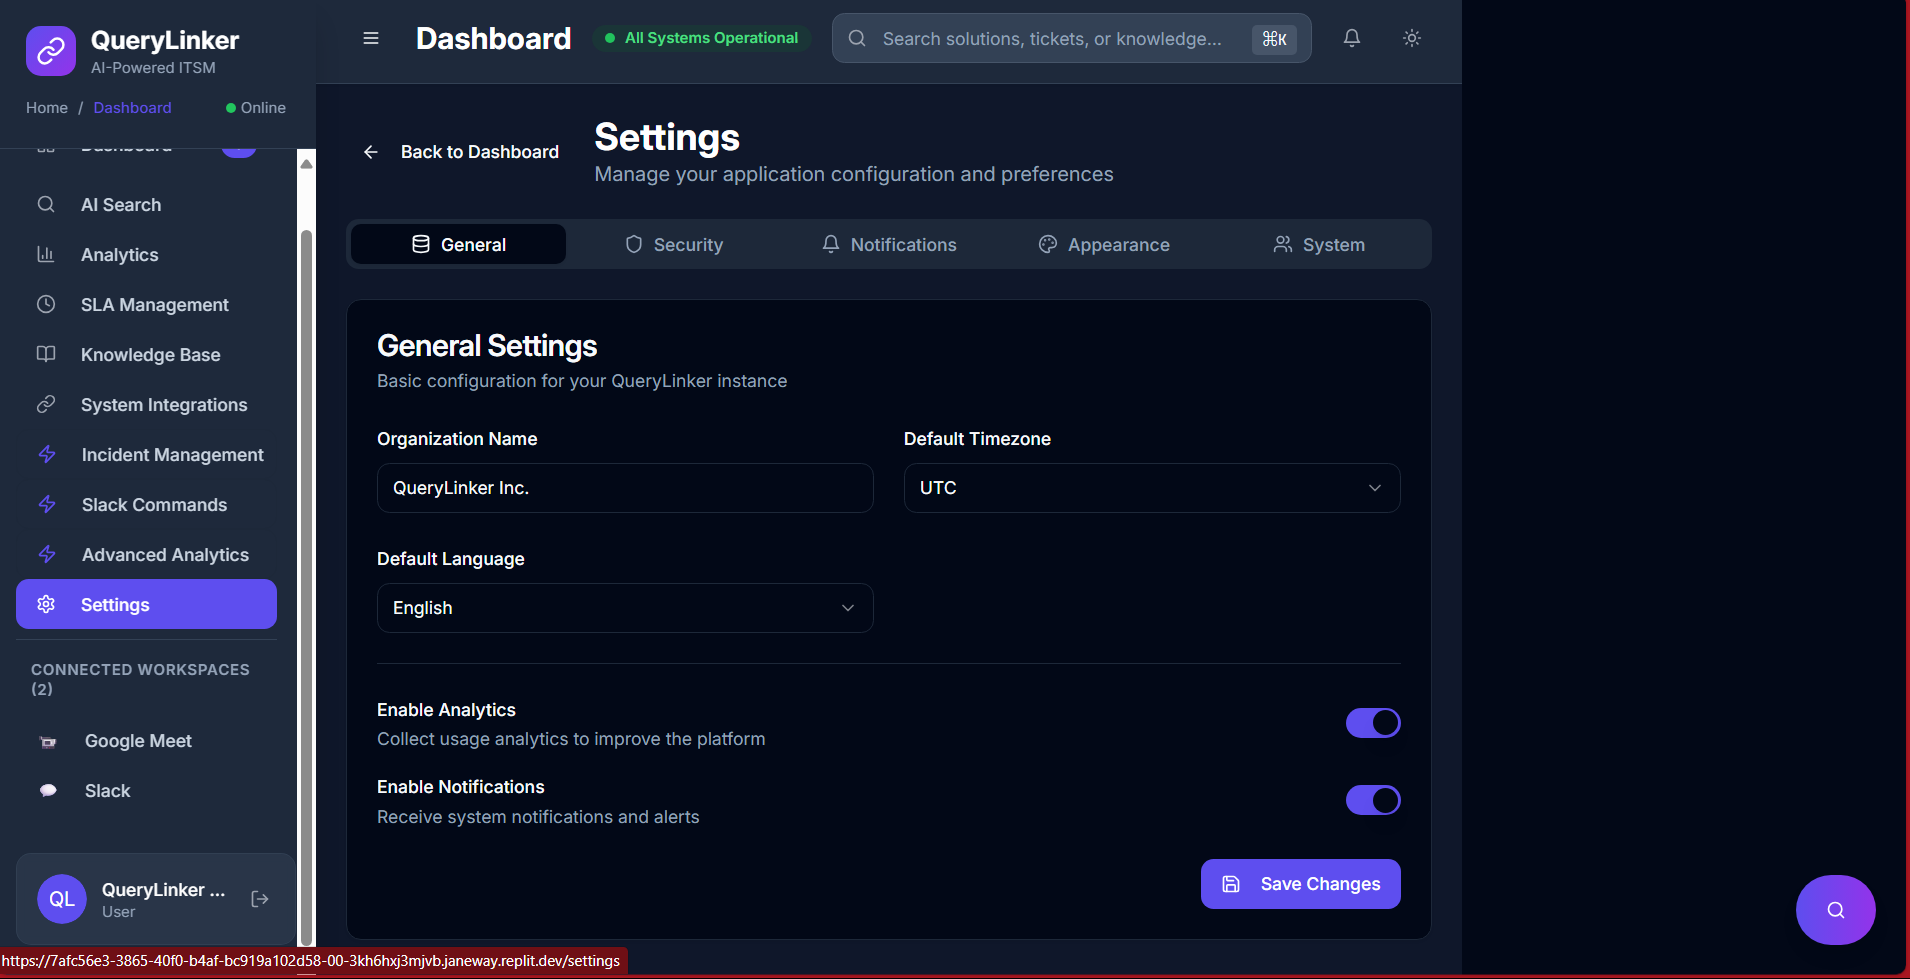 QueryLinker
AI-Powered ITSM
Home / Dashboard
Online
Dashboard
AI Search
Analytics
SLA Management
Knowledge Base
System Integrations
Incident Management
Slack Commands
Advanced Analytics
Settings
CONNECTED WORKSPACES
(2)
Google Meet
Slack
QL
QueryLinker ...
User
https://7afc56e3-3865-40f0-b4af-bc919a102d58-00-3kh6hxj3mjvb.janeway.replit.dev/settings
Dashboard
All Systems Operational
Search solutions, tickets, or knowledge...
⌘K
Back to Dashboard
Settings
Manage your application configuration and preferences
General
Security
Notifications
Appearance
System
General Settings
Basic configuration for your QueryLinker instance
Organization Name
QueryLinker Inc.
Default Timezone
UTC
Default Language
English
Enable Analytics
Collect usage analytics to improve the platform
Enable Notifications
Receive system notifications and alerts
Save Changes